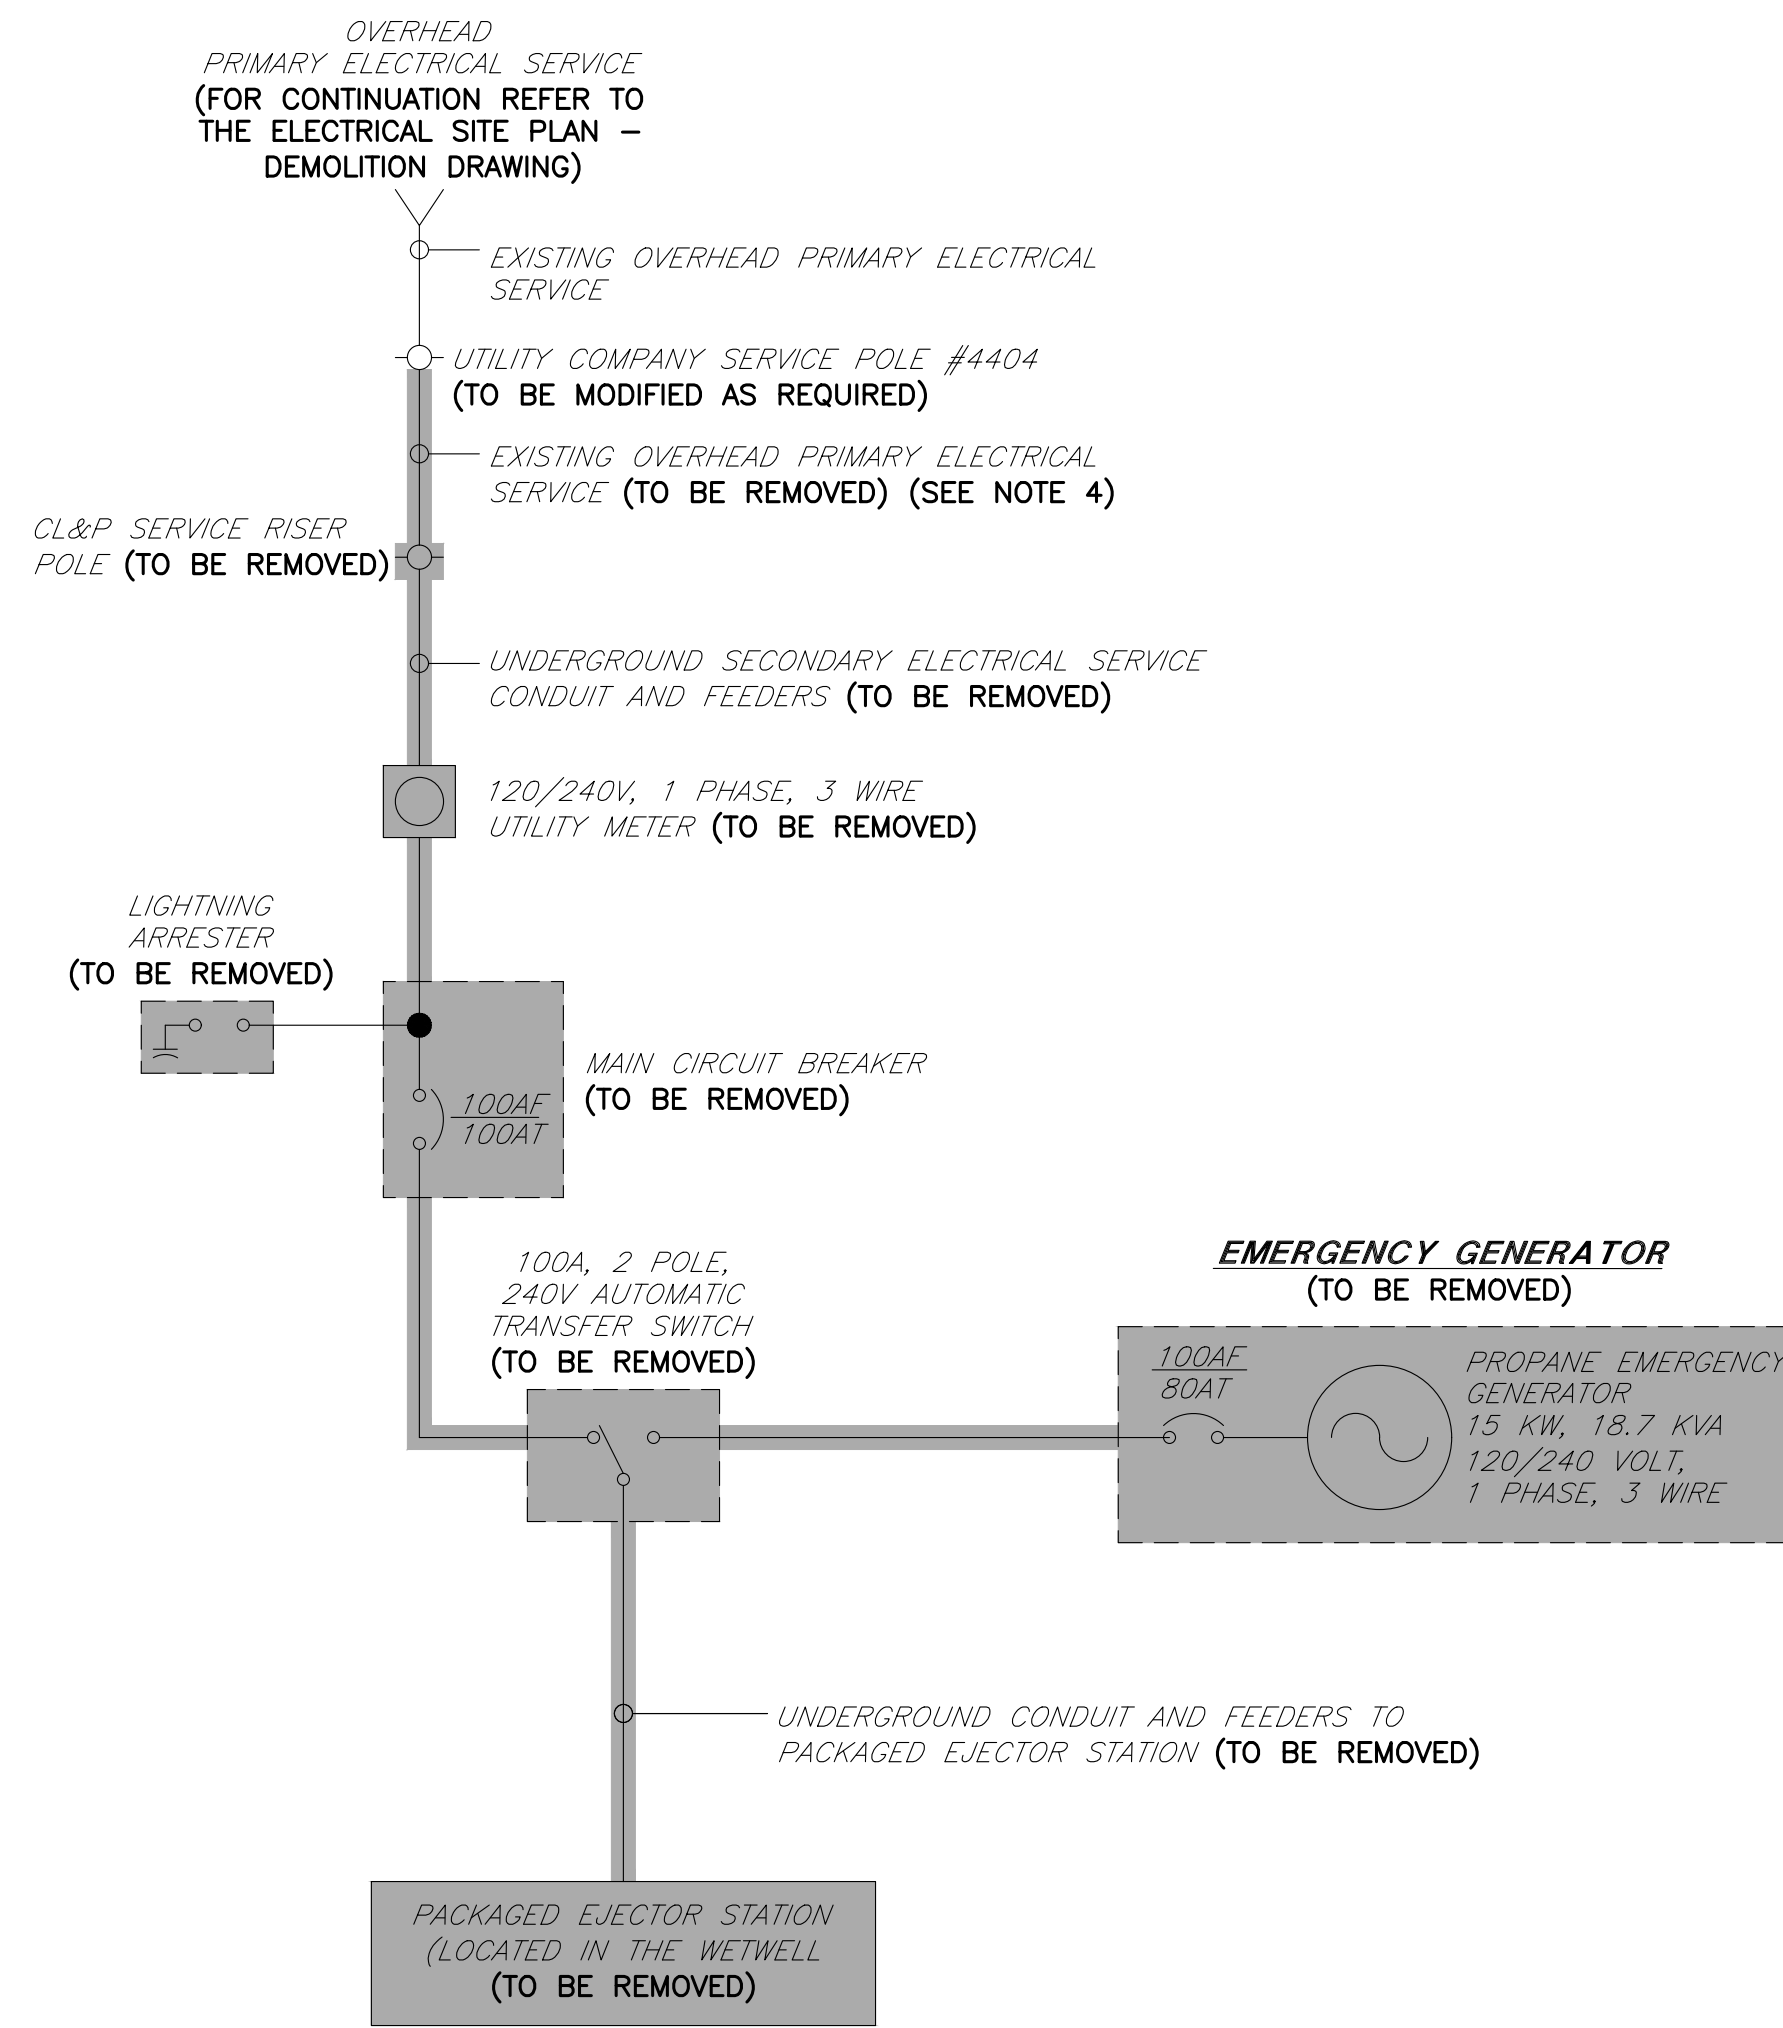 OVERHEAD
PRIMARY ELECTRICAL SERVICE
(FOR CONTINUATION REFER TO
THE ELECTRICAL SITE PLAN –
DEMOLITION DRAWING)
EXISTING OVERHEAD PRIMARY ELECTRICAL
SERVICE
UTILITY COMPANY SERVICE POLE #4404
(TO BE MODIFIED AS REQUIRED)
EXISTING OVERHEAD PRIMARY ELECTRICAL
SERVICE (TO BE REMOVED) (SEE NOTE 4)
CL&P SERVICE RISER
POLE (TO BE REMOVED)
UNDERGROUND SECONDARY ELECTRICAL SERVICE
CONDUIT AND FEEDERS (TO BE REMOVED)
120/240V, 1 PHASE, 3 WIRE
UTILITY METER (TO BE REMOVED)
LIGHTNING
ARRESTER
(TO BE REMOVED)
MAIN CIRCUIT BREAKER
(TO BE REMOVED)
100AF
100AT
100A, 2 POLE,
240V AUTOMATIC
TRANSFER SWITCH
(TO BE REMOVED)
EMERGENCY GENERATOR
(TO BE REMOVED)
100AF
80AT
PROPANE EMERGENCY
GENERATOR
15 KW, 18.7 KVA
120/240 VOLT,
1 PHASE, 3 WIRE
UNDERGROUND CONDUIT AND FEEDERS TO
PACKAGED EJECTOR STATION (TO BE REMOVED)
PACKAGED EJECTOR STATION
(LOCATED IN THE WETWELL
(TO BE REMOVED)